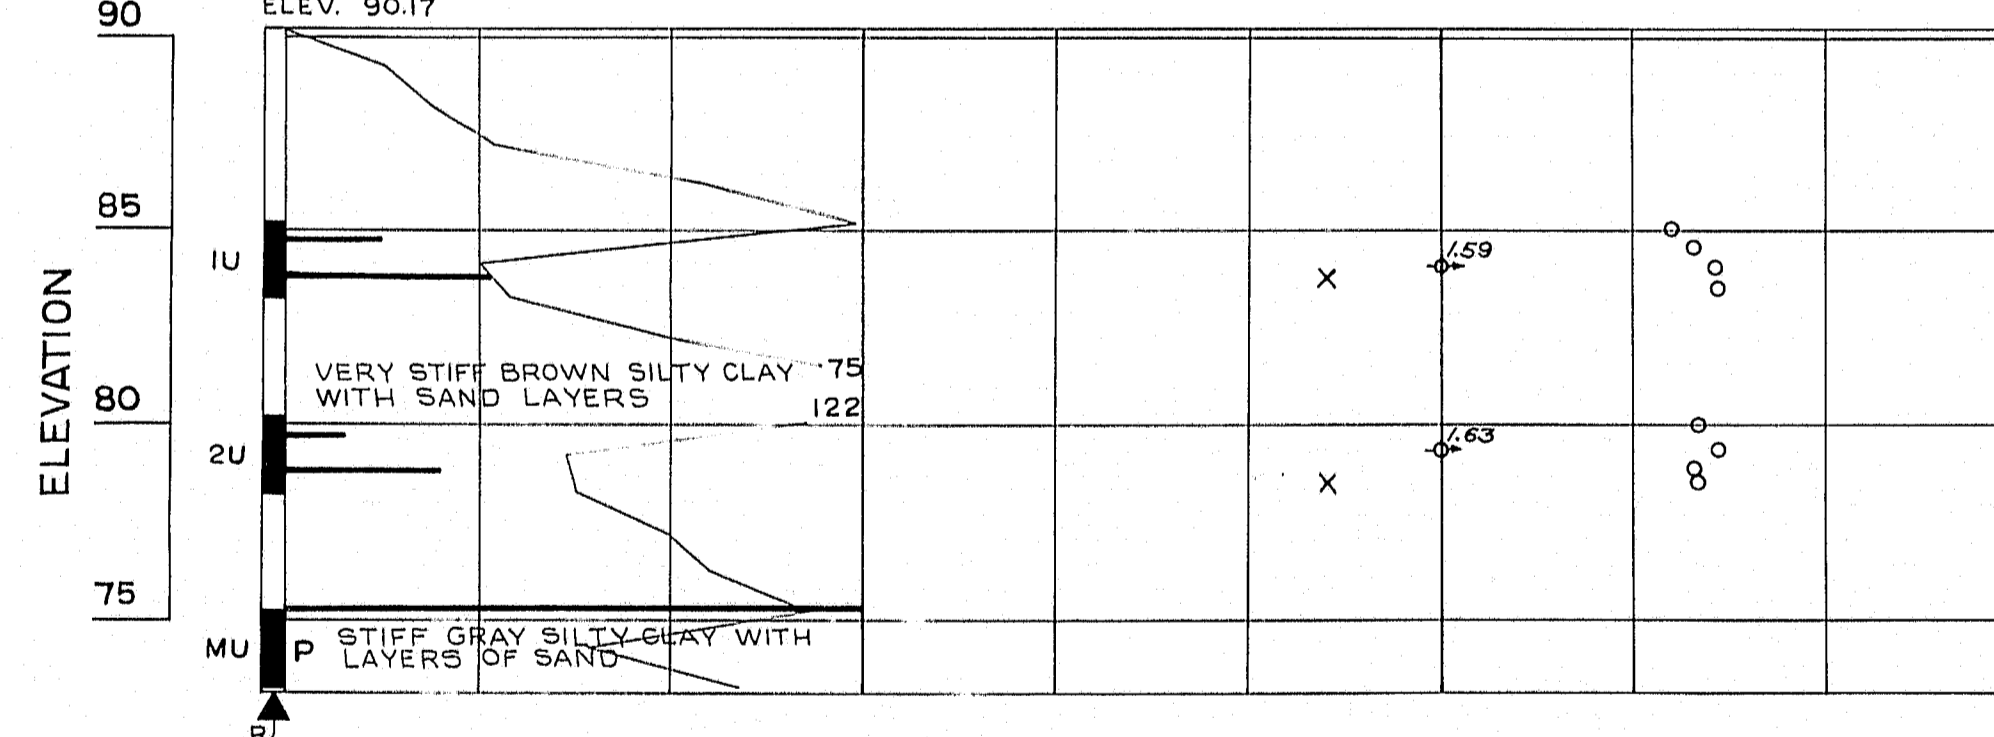 ELEV. 90.17
90
85
1U
1.59
ELEVATION
VERY STIFF BROWN SILTY CLAY
WITH SAND LAYERS
75
122
80
2U
1.63
75
MU
P
STIFF GRAY SILTY CLAY WITH
LAYERS OF SAND